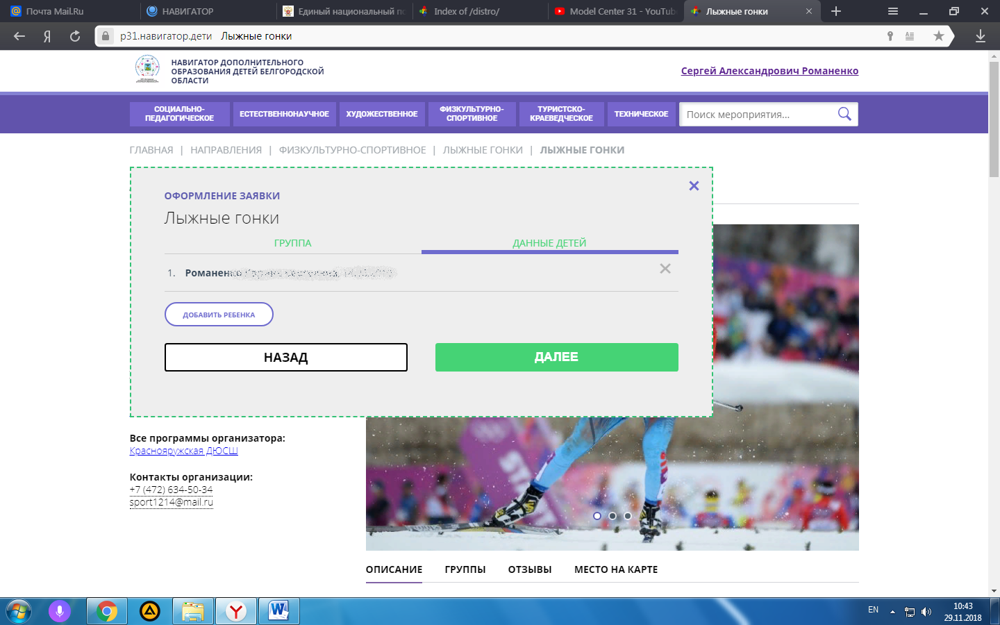 Почта Mail.Ru
НАВИГАТОР
Единый национальный по
Index of /distro/
Model Center 31 - YouTub
Лыжные гонки
p31.навигатор.дети Лыжные гонки
НАВИГАТОР ДОПОЛНИТЕЛЬНОГО
ОБРАЗОВАНИЯ ДЕТЕЙ БЕЛГОРОДСКОЙ
ОБЛАСТИ
Сергей Александрович Романенко
СОЦИАЛЬНО-
ПЕДАГОГИЧЕСКОЕ
ЕСТЕСТВЕННОНАУЧНОЕ
ХУДОЖЕСТВЕННОЕ
ФИЗКУЛЬТУРНО-
СПОРТИВНОЕ
ТУРИСТСКО-
КРАЕВЕДЧЕСКОЕ
ТЕХНИЧЕСКОЕ
Поиск мероприятия...
ГЛАВНАЯ | НАПРАВЛЕНИЯ | ФИЗКУЛЬТУРНО-СПОРТИВНОЕ | ЛЫЖНЫЕ ГОНКИ | ЛЫЖНЫЕ ГОНКИ
ОФОРМЛЕНИЕ ЗАЯВКИ
Лыжные гонки
ГРУППА
ДАННЫЕ ДЕТЕЙ
1. Романенко
ДОБАВИТЬ РЕБЕНКА
НАЗАД
ДАЛЕЕ
Все программы организатора:
Краснояружская ДЮСШ
Контакты организации:
+7 (472) 634-50-34
sport1214@mail.ru
ОПИСАНИЕ
ГРУППЫ
ОТЗЫВЫ
МЕСТО НА КАРТЕ
EN
10:43
29.11.2018